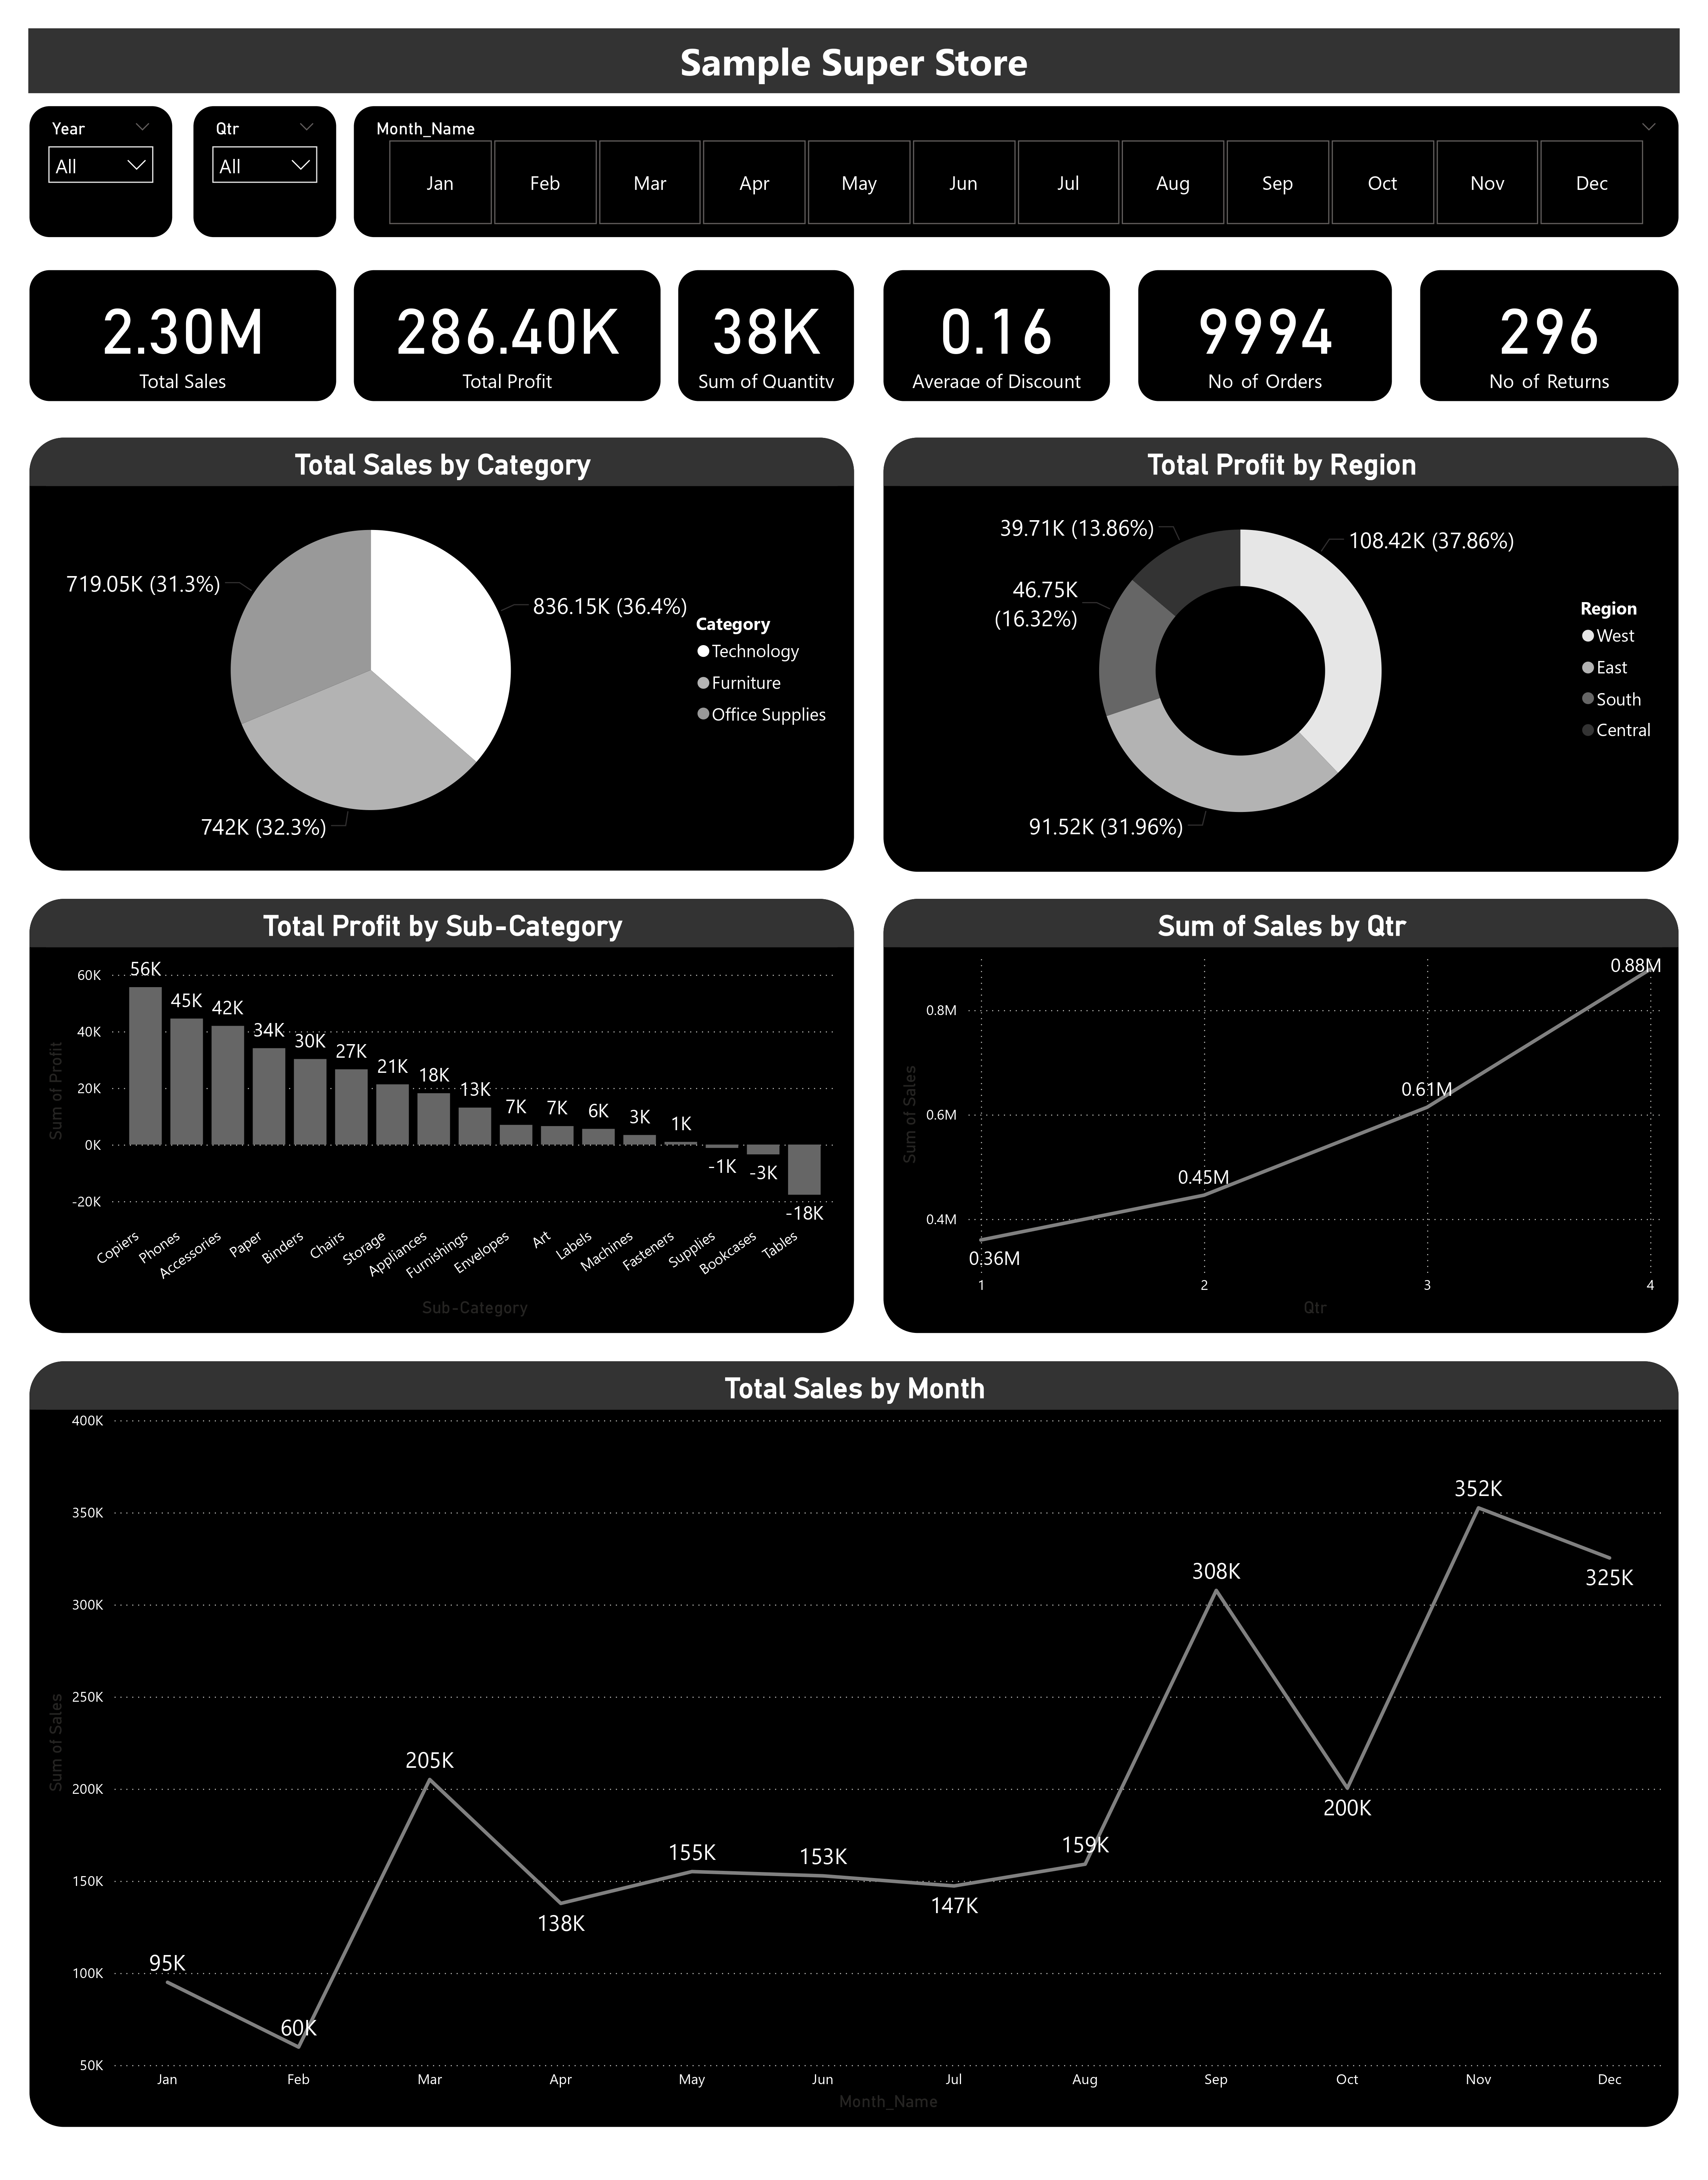 Sample Super Store
Year
All
Qtr
All
Month_Name
Jan Feb Mar Apr May Jun Jul Aug Sep Oct Nov Dec
2.30M
Total Sales
286.40K
Total Profit
38K
Sum of Quantity
0.16
Average of Discount
9994
No_of_Orders
296
No_of_Returns
Total Sales by Category
719.05K (31.3%)
836.15K (36.4%)
742K (32.3%)
Category
Technology
Furniture
Office Supplies
Total Profit by Region
39.71K (13.86%)
108.42K (37.86%)
46.75K
(16.32%)
91.52K (31.96%)
Region
West
East
South
Central
Total Profit by Sub-Category
Sum of Profit
60K
40K
20K
0K
-20K
56K 45K 42K 34K 30K 27K 21K 18K 13K 7K 7K 6K 3K 1K -1K -3K -18K
Copiers Phones Accessories Paper Binders Chairs Storage Appliances Furnishings Envelopes Art Labels Machines Fasteners Supplies Bookcases Tables
Sub-Category
Sum of Sales by Qtr
Sum of Sales
0.8M
0.6M
0.4M
0.36M 0.45M 0.61M 0.88M
1 2 3 4
Qtr
Total Sales by Month
Sum of Sales
400K
350K
300K
250K
200K
150K
100K
50K
95K 60K 205K 138K 155K 153K 147K 159K 308K 200K 352K 325K
Jan Feb Mar Apr May Jun Jul Aug Sep Oct Nov Dec
Month_Name